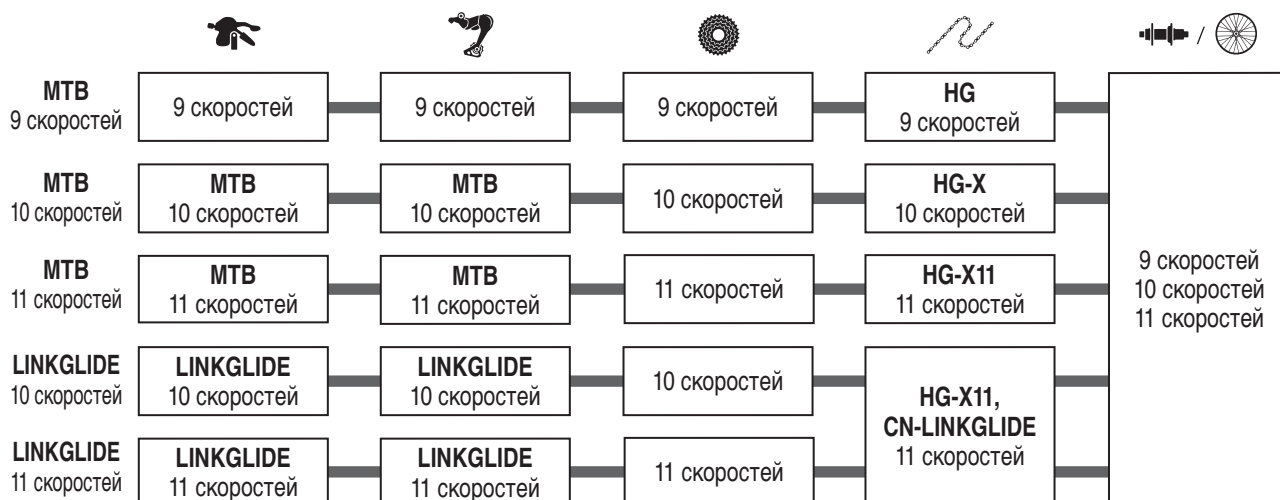 /
MTB
9 скоростей
9 скоростей
9 скоростей
9 скоростей
HG
9 скоростей
MTB
10 скоростей
MTB
10 скоростей
MTB
10 скоростей
10 скоростей
HG-X
10 скоростей
MTB
11 скоростей
MTB
11 скоростей
MTB
11 скоростей
11 скоростей
HG-X11
11 скоростей
9 скоростей
10 скоростей
11 скоростей
LINKGLIDE
10 скоростей
LINKGLIDE
10 скоростей
LINKGLIDE
10 скоростей
10 скоростей
HG-X11,
CN-LINKGLIDE
11 скоростей
LINKGLIDE
11 скоростей
LINKGLIDE
11 скоростей
LINKGLIDE
11 скоростей
11 скоростей